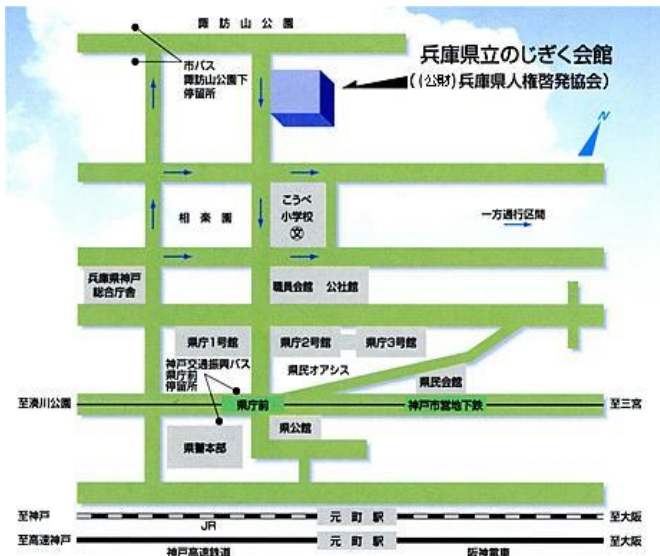 諏訪山公園
兵庫県立のじぎく会館
((公財)兵庫県人権啓発協会)
市バス
諏訪山公園下
停留所
N
こうべ
小学校
文
相楽園
一方通行区間
兵庫県神戸
総合庁舎
職員会館 公社館
県庁1号館
県庁2号館
県庁3号館
神戸交通振興バス
県庁前
停留所
県民オアシス
県民会館
至湊川公園
県庁前
神戸市営地下鉄
至三宮
県公館
県警本部
至神戸
JR
元町駅
至大阪
至高速神戸
神戸高速鉄道
元町駅
阪神電車
至大阪